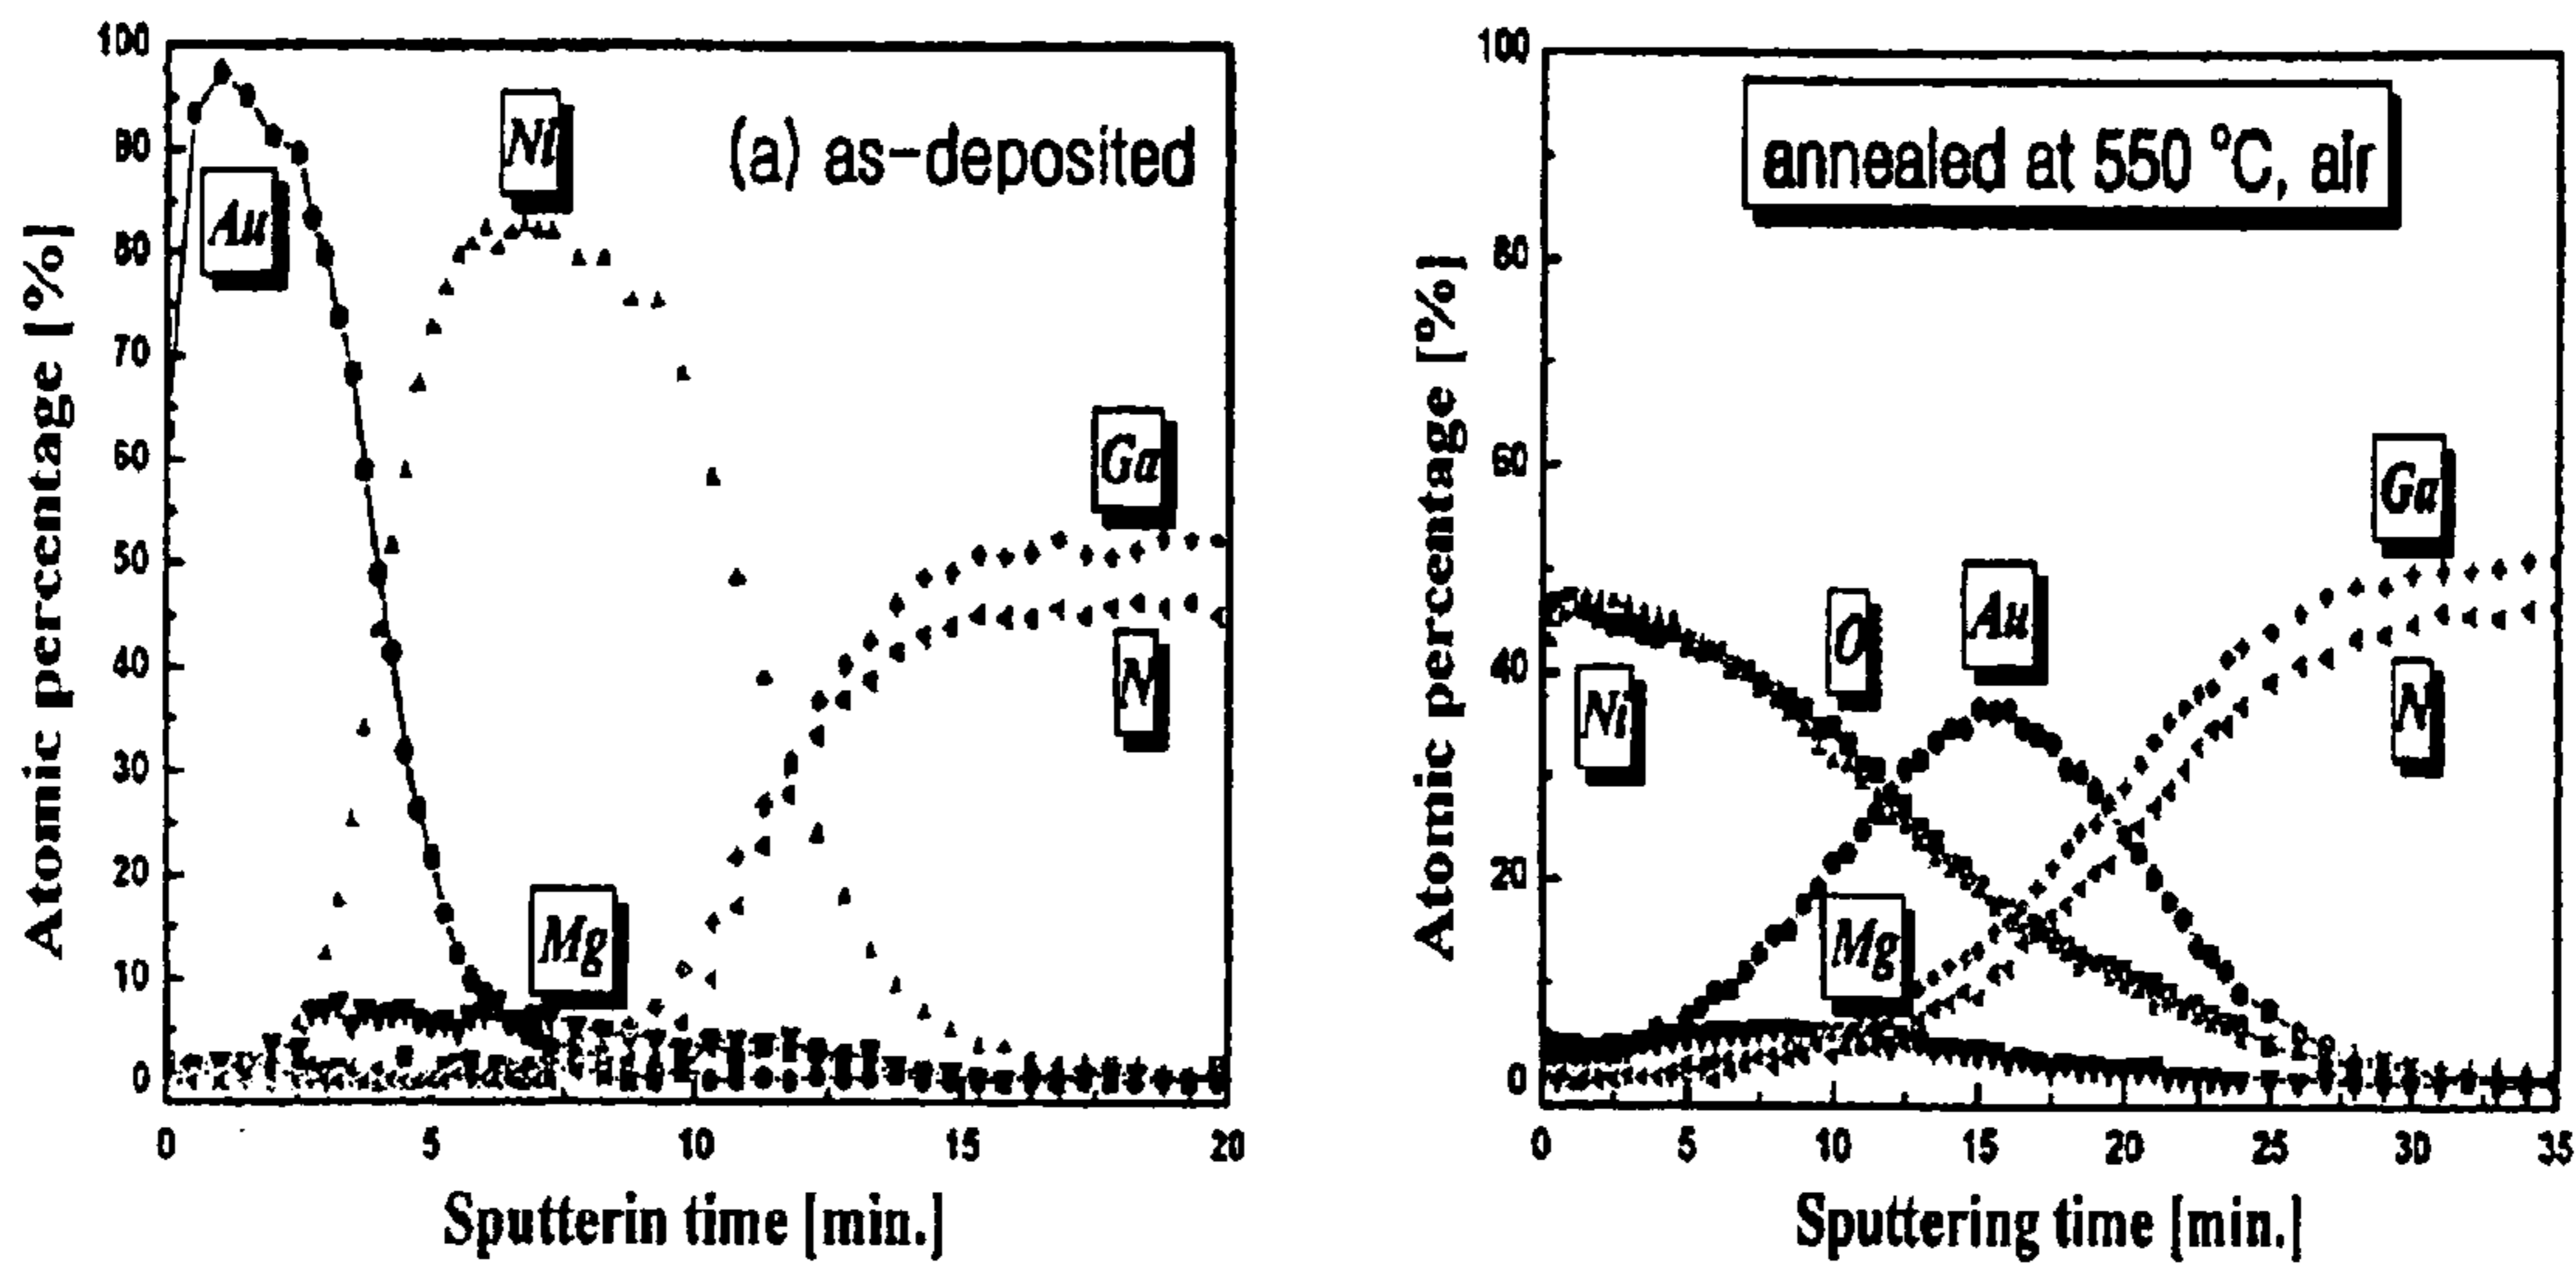 100
90
80
70
60
50
40
30
20
10
0
Atomic percentage [%]
Au
Ni
(a) as-deposited
Ga
N
Mg
0 5 10 15 20
Sputterin time [min.]
100
80
60
40
20
0
Atomic percentage [%]
annealed at 550 °C, air
Ni
O
Au
Ga
N
Mg
0 5 10 15 20 25 30 35
Sputtering time [min.]